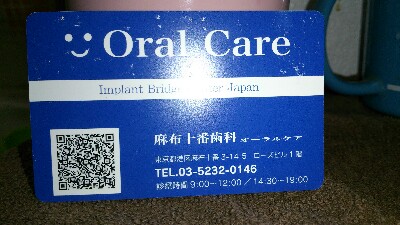 Oral Care
Implant Bridge Center Japan
麻布十番歯科 オーラルケア
東京都港区麻布十番 3-14-5 ローズビル1階
TEL.03-5232-0146
診療時間 9:00~12:00 / 14:30~19:00